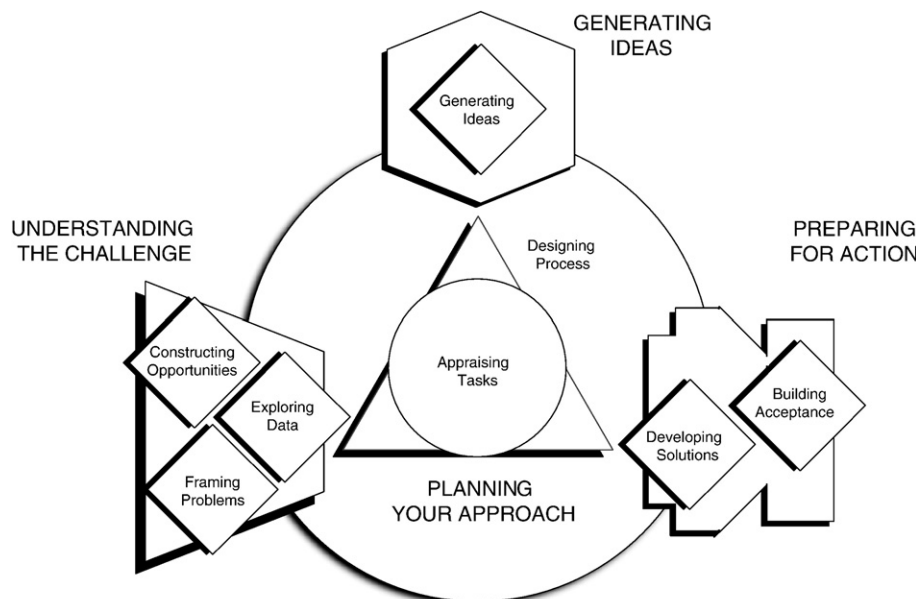 GENERATING
IDEAS
Generating
Ideas
UNDERSTANDING
THE CHALLENGE
PREPARING
FOR ACTION
Designing
Process
Constructing
Opportunities
Exploring
Data
Framing
Problems
Appraising
Tasks
Building
Acceptance
Developing
Solutions
PLANNING
YOUR APPROACH